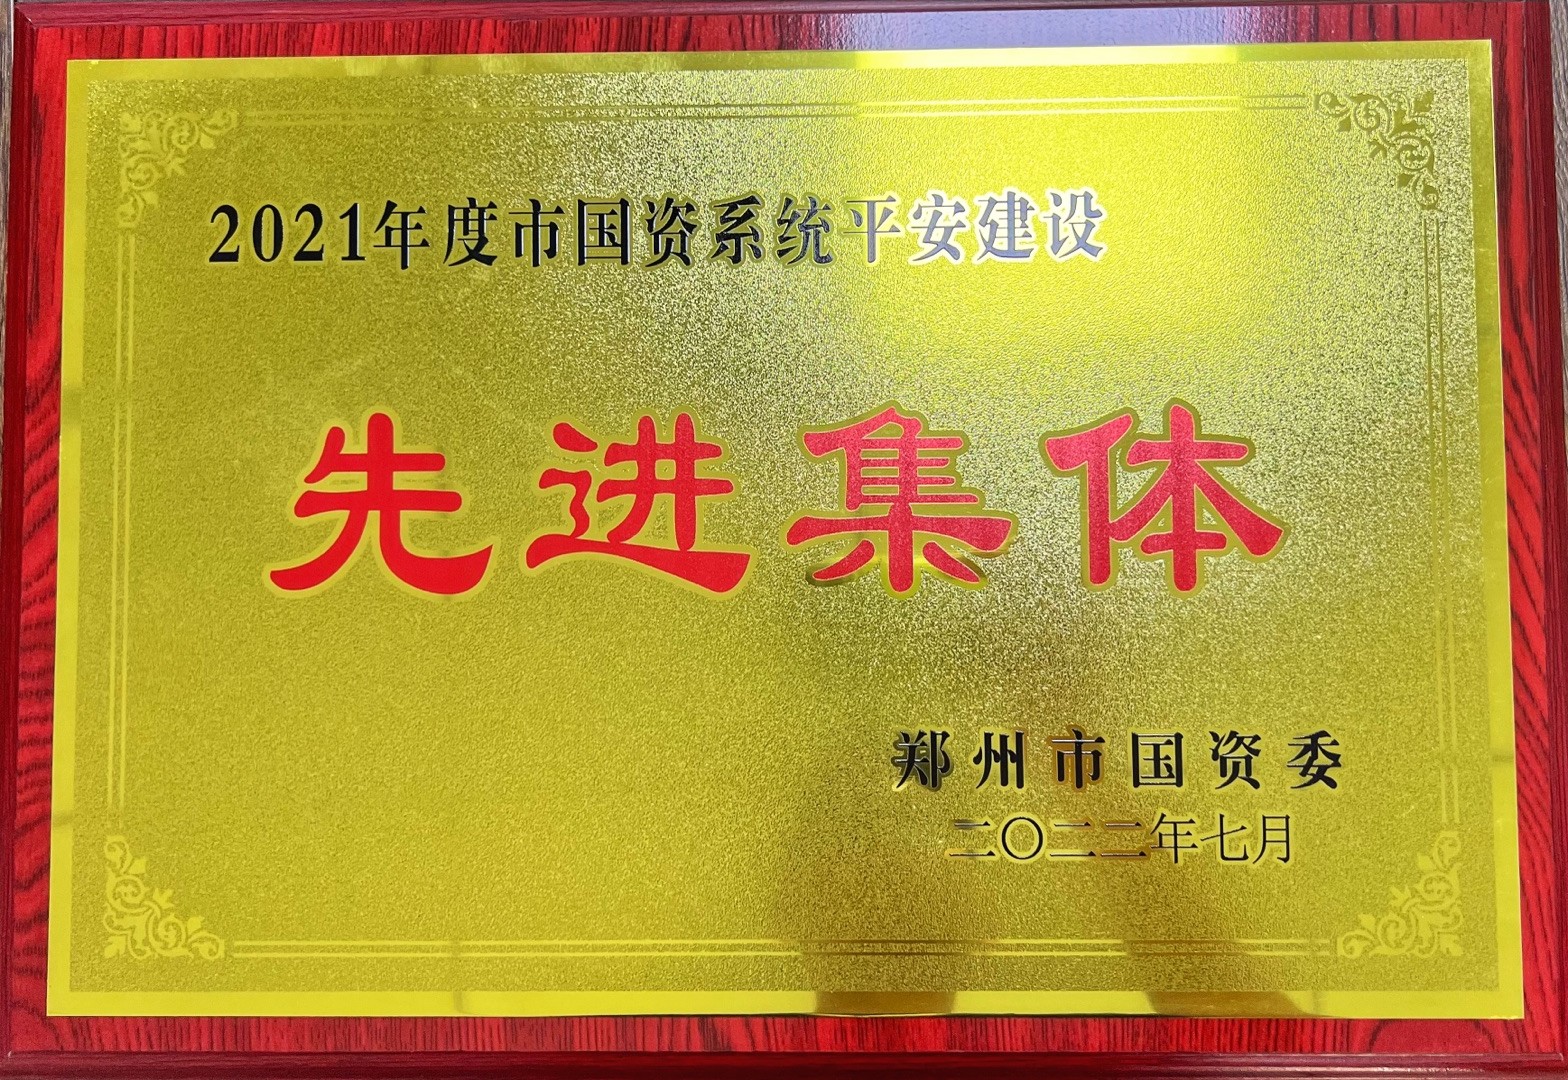 2021年度市国资系统平安建设
先进集体
郑州市国资委
二〇二二年七月